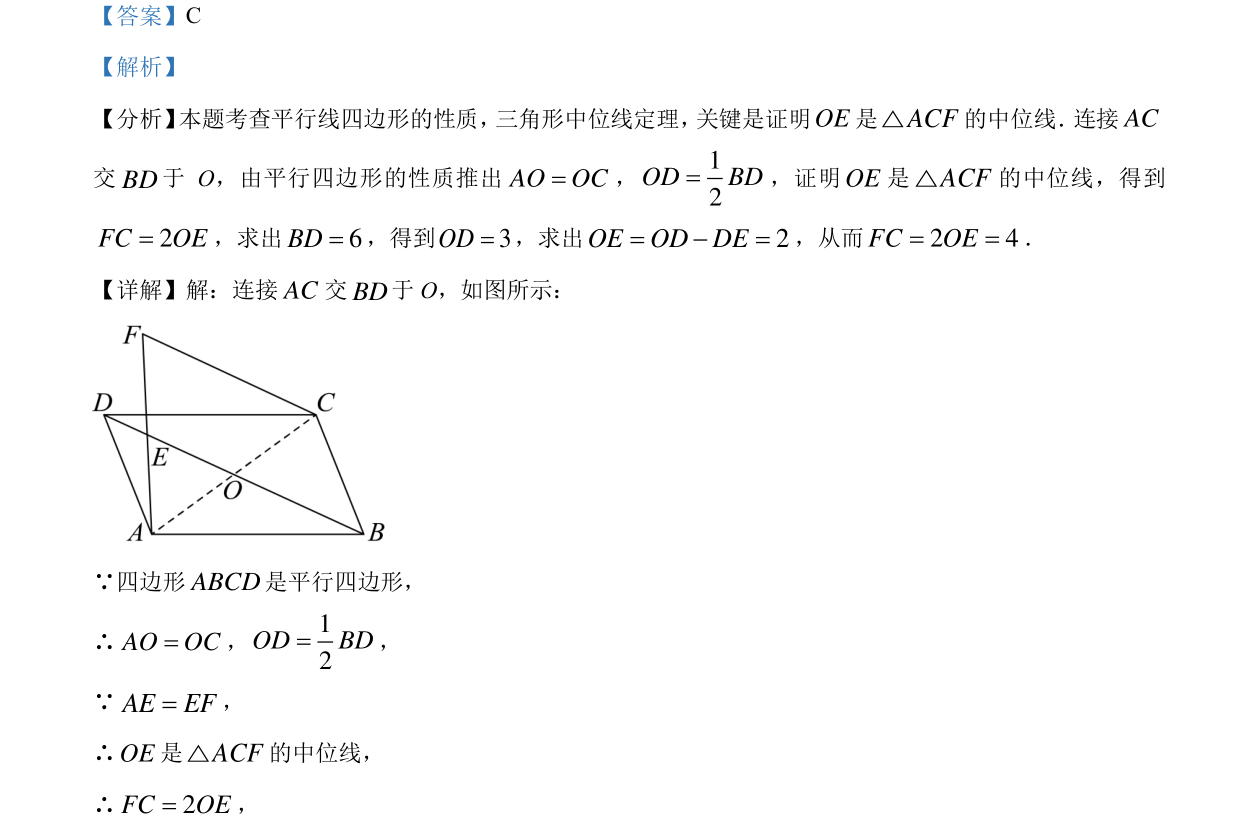 【答案】C
【解析】
【分析】本题考查平行线四边形的性质，三角形中位线定理，关键是证明OE是△ACF的中位线．连接AC
交BD于 O，由平行四边形的性质推出AO=OC，OD=1/2BD，证明OE是△ACF的中位线，得到
FC=2OE，求出BD=6，得到OD=3，求出OE=OD−DE=2，从而FC=2OE=4．
【详解】解：连接AC交BD于O，如图所示：
F
D
C
E
O
A
B
∵四边形ABCD是平行四边形，
∴AO=OC，OD=1/2BD，
∵AE=EF，
∴OE是△ACF的中位线，
∴FC=2OE，